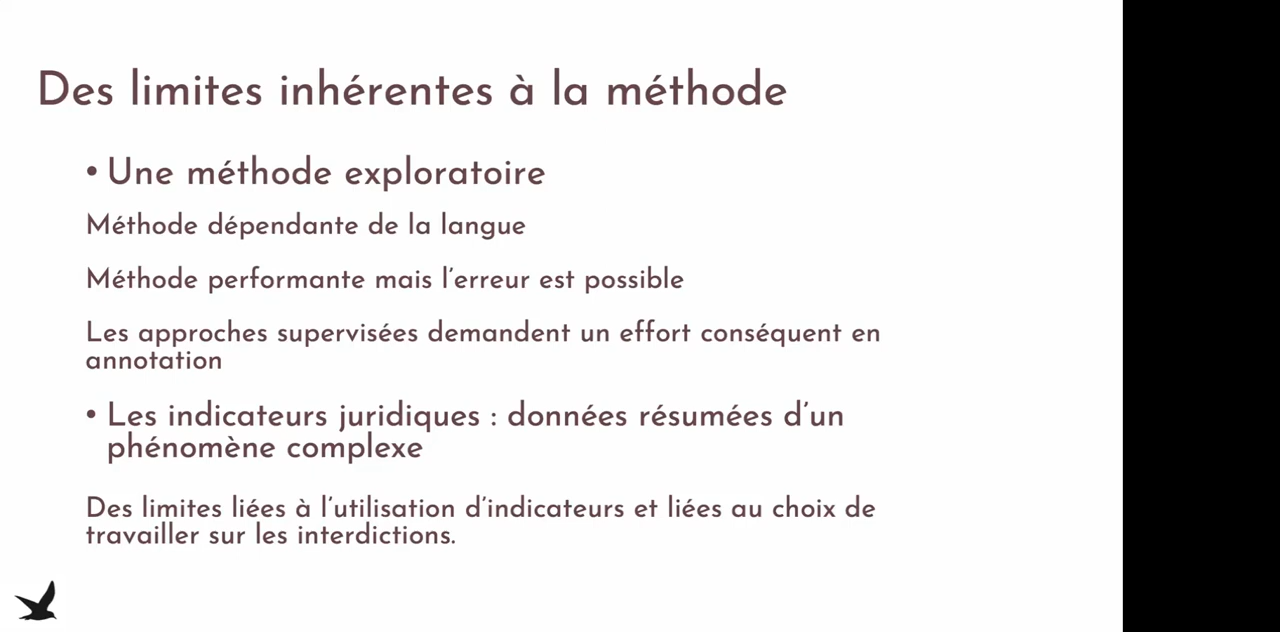 Des limites inhérentes à la méthode
• Une méthode exploratoire
Méthode dépendante de la langue
Méthode performante mais l'erreur est possible
Les approches supervisées demandent un effort conséquent en
annotation
• Les indicateurs juridiques : données résumées d'un
phénomène complexe
Des limites liées à l'utilisation d'indicateurs et liées au choix de
travailler sur les interdictions.